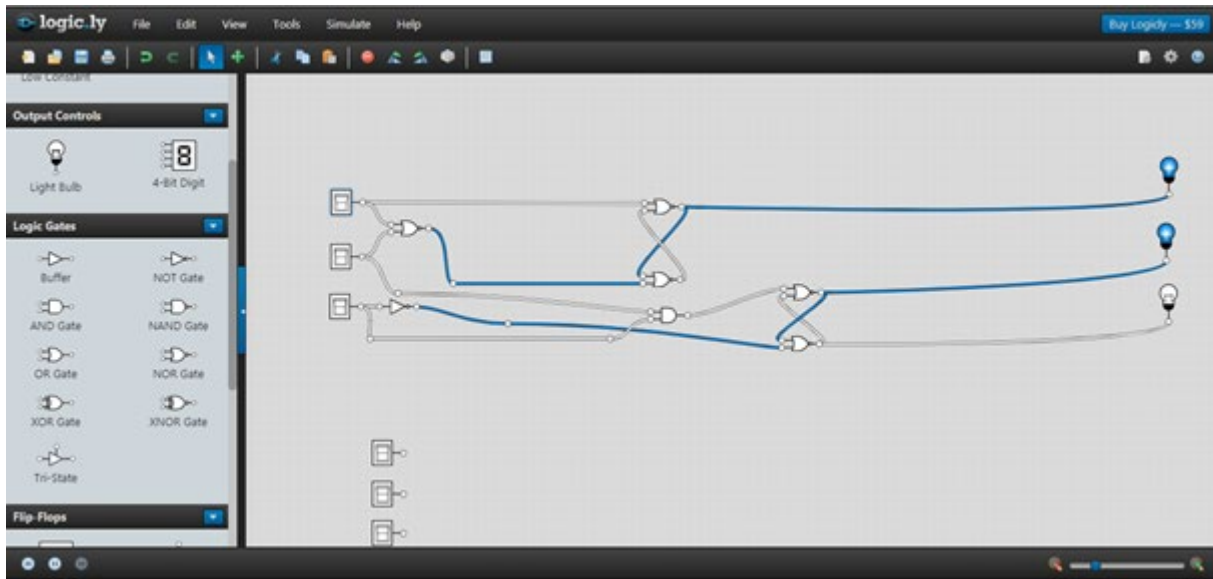 logic.ly File Edit View Tools Simulate Help Buy Logicly — $59
Low Constant
Output Controls
Light Bulb 4-Bit Digit
Logic Gates
Buffer NOT Gate
AND Gate NAND Gate
OR Gate NOR Gate
XOR Gate XNOR Gate
Tri-State
Flip-Flops